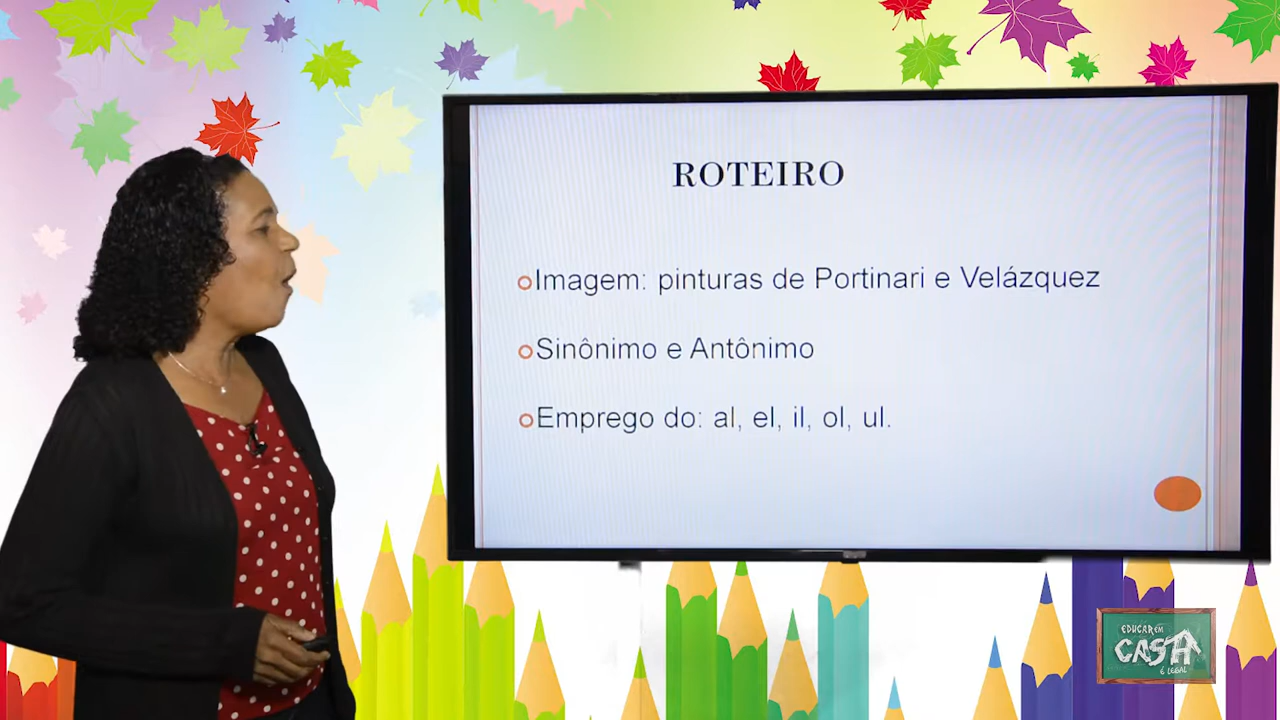 ROTEIRO
Imagem: pinturas de Portinari e Velázquez
Sinônimo e Antônimo
Emprego do: al, el, il, ol, ul.
EDUCAR EM
CASA
É LEGAL